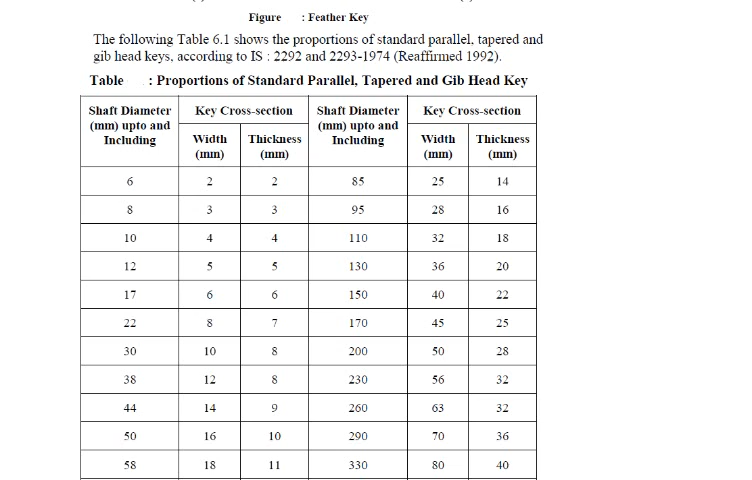 Figure : Feather Key
The following Table 6.1 shows the proportions of standard parallel, tapered and
gib head keys, according to IS : 2292 and 2293-1974 (Reaffirmed 1992).
Table : Proportions of Standard Parallel, Tapered and Gib Head Key
Shaft Diameter (mm) upto and Including Key Cross-section Shaft Diameter (mm) upto and Including Key Cross-section
Width (mm) Thickness (mm) Width (mm) Thickness (mm)
6 2 2 85 25 14
8 3 3 95 28 16
10 4 4 110 32 18
12 5 5 130 36 20
17 6 6 150 40 22
22 8 7 170 45 25
30 10 8 200 50 28
38 12 8 230 56 32
44 14 9 260 63 32
50 16 10 290 70 36
58 18 11 330 80 40